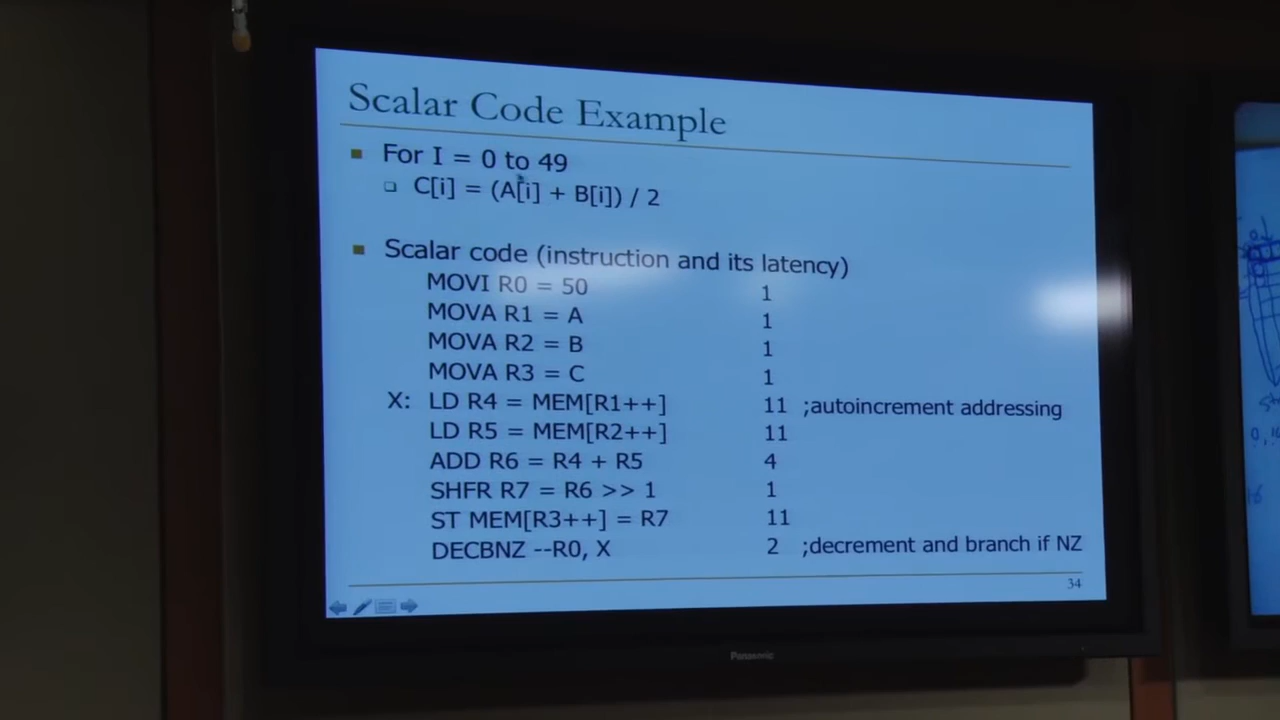 Scalar Code Example
For I = 0 to 49
C[i] = (A[i] + B[i]) / 2
Scalar code (instruction and its latency)
MOVI R0 = 50 1
MOVA R1 = A 1
MOVA R2 = B 1
MOVA R3 = C 1
X: LD R4 = MEM[R1++] 11 ;autoincrement addressing
LD R5 = MEM[R2++] 11
ADD R6 = R4 + R5 4
SHFR R7 = R6 >> 1 1
ST MEM[R3++] = R7 11
DECBNZ --R0, X 2 ;decrement and branch if NZ
34
Panasonic